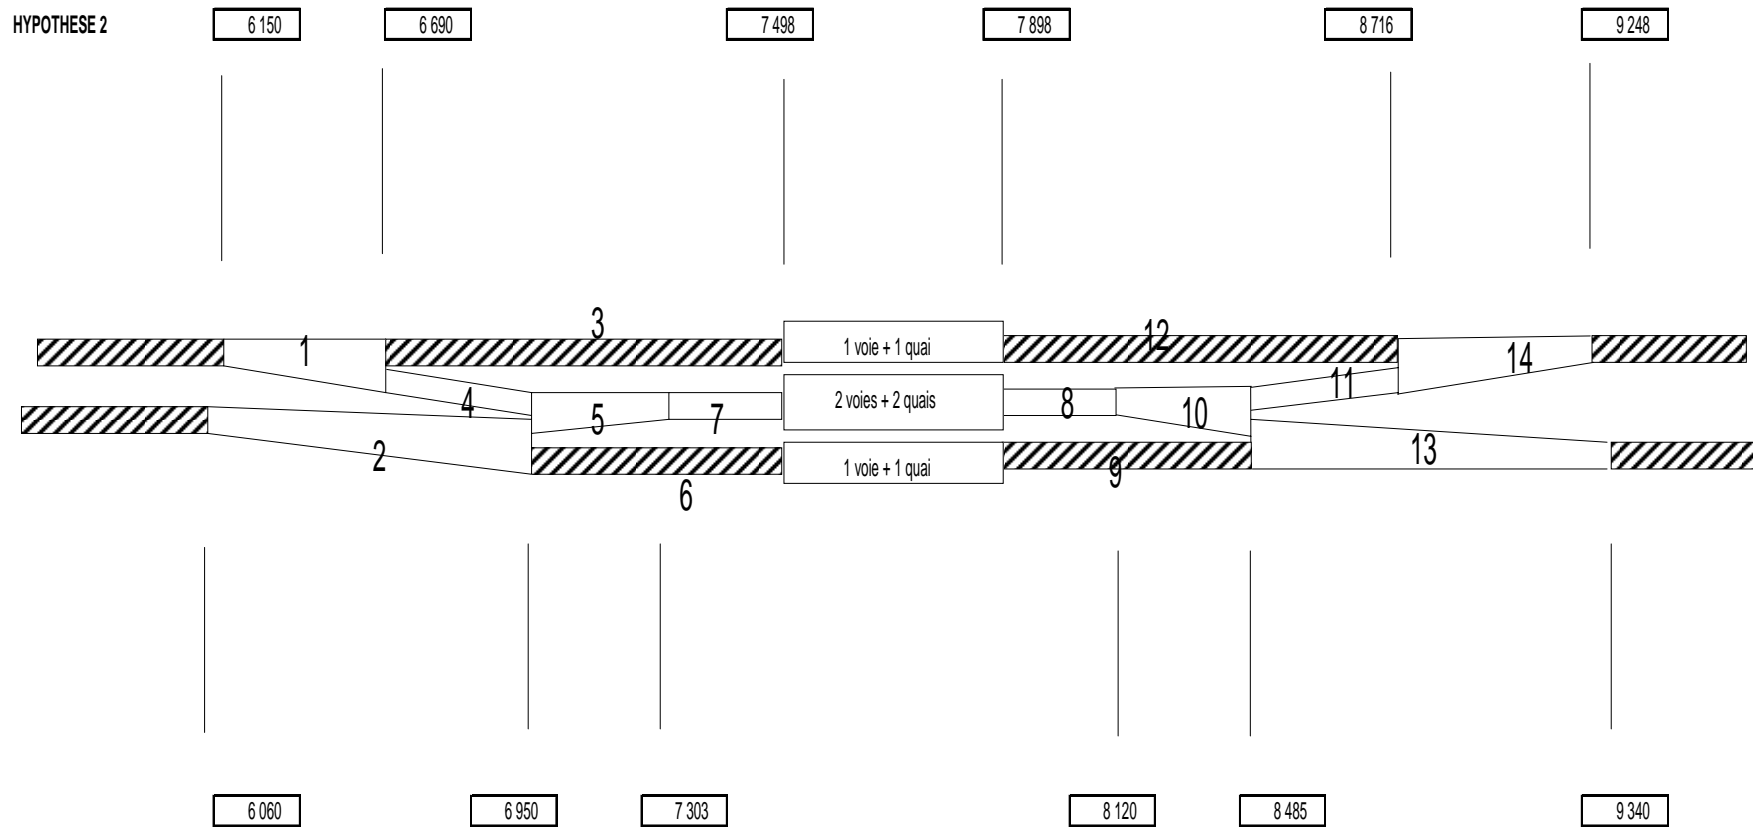 HYPOTHESE 2 6 150 6 690 7 498 7 898 8 716 9 248
3 12
1 1 voie + 1 quai 14
11
4 5 7 2 voies + 2 quais 8 10
2 1 voie + 1 quai 9 13
6
6 060 6 950 7 303 8 120 8 485 9 340